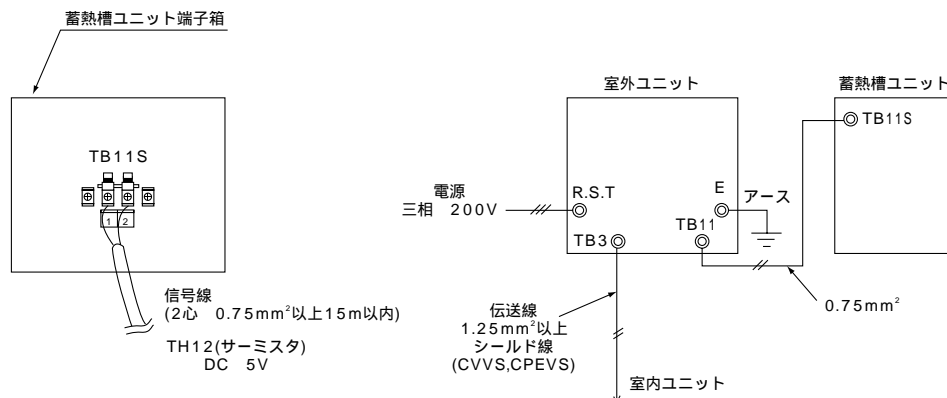 蓄熱槽ユニット端子箱
TB11S
1 2
信号線
(2心 0.75mm²以上15m以内)
TH12(サーミスタ)
DC 5V
室外ユニット
蓄熱槽ユニット
TB11S
電源
三相 200V
R.S.T
E
アース
TB3
TB11
伝送線
1.25mm²以上
シールド線
(CVVS,CPEVS)
0.75mm²
室内ユニット